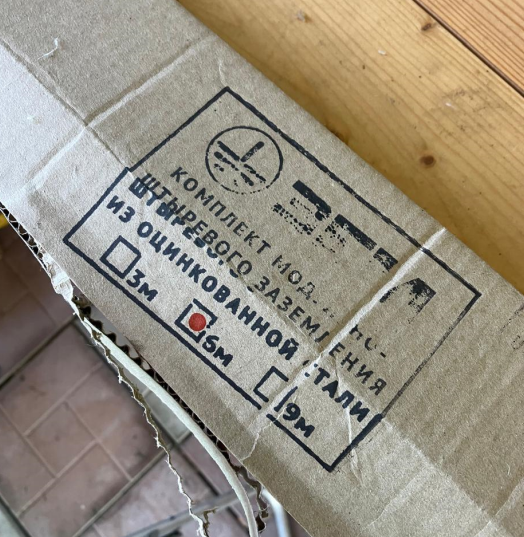 КОМПЛЕКТ
ШТЫРЕВОГО ЗАЗЕМЛЕНИЯ
ИЗ ОЦИНКОВАННОЙ СТАЛИ
3м
6м
9м